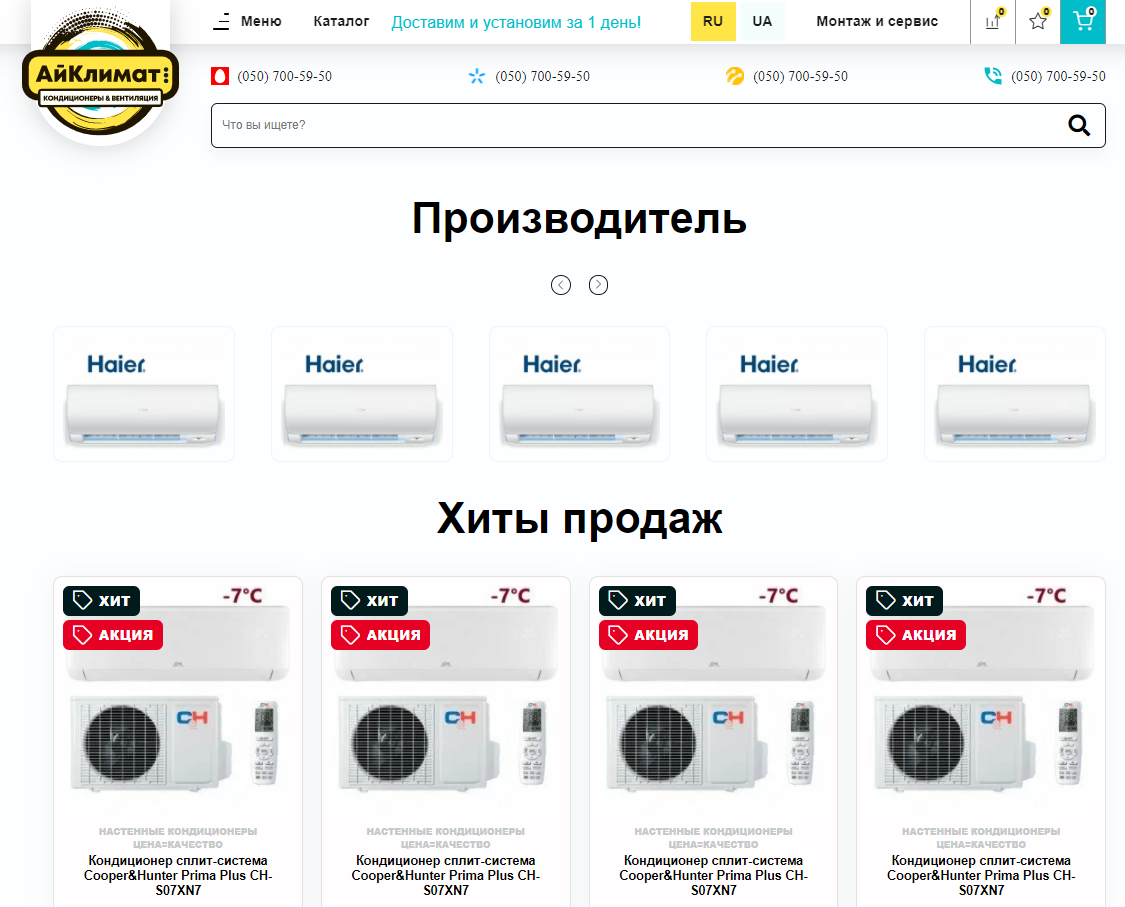 Меню
Каталог
Доставим и установим за 1 день!
RU
UA
Монтаж и сервис
0
0
0
АйКлимат
КОНДИЦИОНЕРЫ & ВЕНТИЛЯЦИЯ
(050) 700-59-50
(050) 700-59-50
(050) 700-59-50
(050) 700-59-50
Что вы ищете?
Производитель
Haier
Haier
Haier
Haier
Haier
Хиты продаж
ХИТ
-7°C
АКЦИЯ
CH
НАСТЕННЫЕ КОНДИЦИОНЕРЫ
ЦЕНА=КАЧЕСТВО
Кондиционер сплит-система
Cooper&Hunter Prima Plus CH-
S07XN7
ХИТ
-7°C
АКЦИЯ
CH
НАСТЕННЫЕ КОНДИЦИОНЕРЫ
ЦЕНА=КАЧЕСТВО
Кондиционер сплит-система
Cooper&Hunter Prima Plus CH-
S07XN7
ХИТ
-7°C
АКЦИЯ
CH
НАСТЕННЫЕ КОНДИЦИОНЕРЫ
ЦЕНА=КАЧЕСТВО
Кондиционер сплит-система
Cooper&Hunter Prima Plus CH-
S07XN7
ХИТ
-7°C
АКЦИЯ
CH
НАСТЕННЫЕ КОНДИЦИОНЕРЫ
ЦЕНА=КАЧЕСТВО
Кондиционер сплит-система
Cooper&Hunter Prima Plus CH-
S07XN7